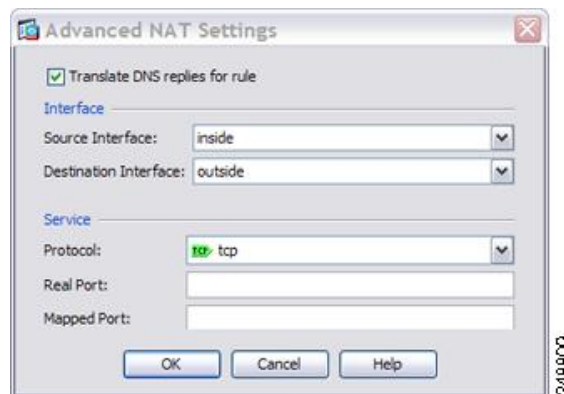 Advanced NAT Settings
Translate DNS replies for rule
Interface
Source Interface: inside
Destination Interface: outside
Service
Protocol: TCP tcp
Real Port:
Mapped Port:
OK Cancel Help